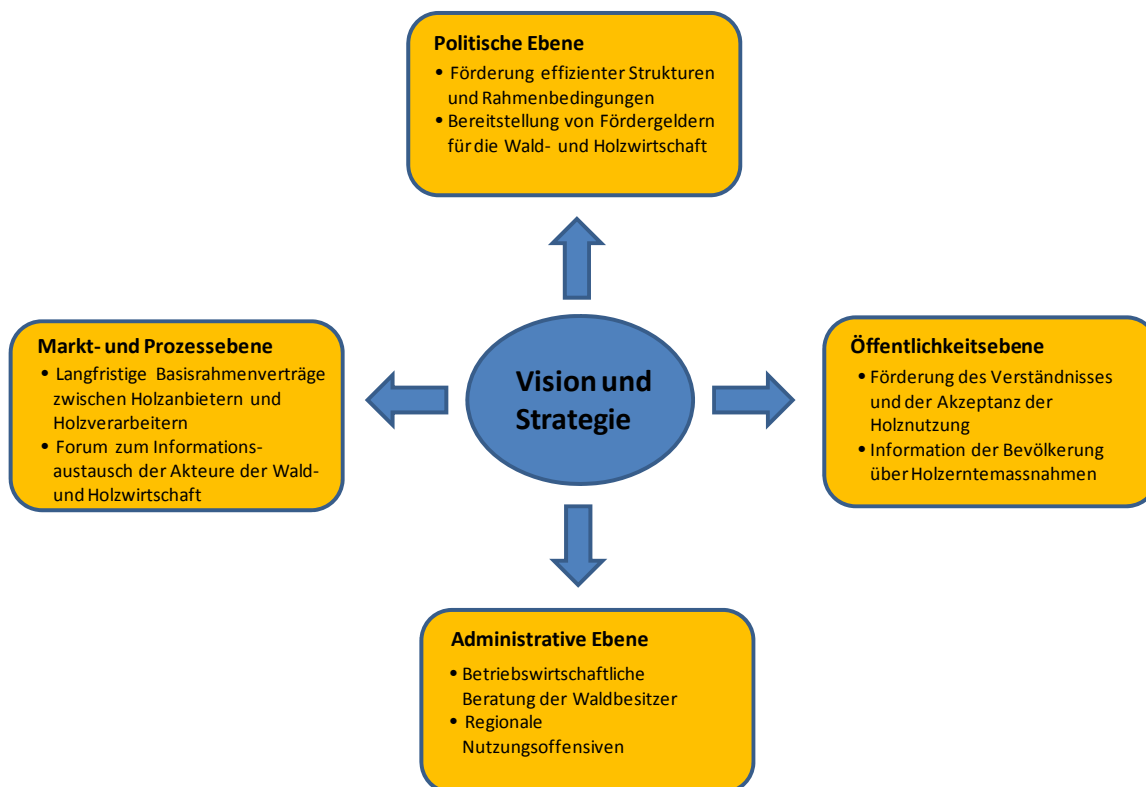 Politische Ebene
• Förderung effizienter Strukturen
und Rahmenbedingungen
• Bereitstellung von Fördergeldern
für die Wald- und Holzwirtschaft
Markt- und Prozessebene
• Langfristige Basisrahmenverträge
zwischen Holzanbietern und
Holzverarbeitern
• Forum zum Informations-
austausch der Akteure der Wald-
und Holzwirtschaft
Vision und
Strategie
Öffentlichkeitsebene
• Förderung des Verständnisses
und der Akzeptanz der
Holznutzung
• Information der Bevölkerung
über Holzerntemassnahmen
Administrative Ebene
• Betriebswirtschaftliche
Beratung der Waldbesitzer
• Regionale
Nutzungsoffensiven